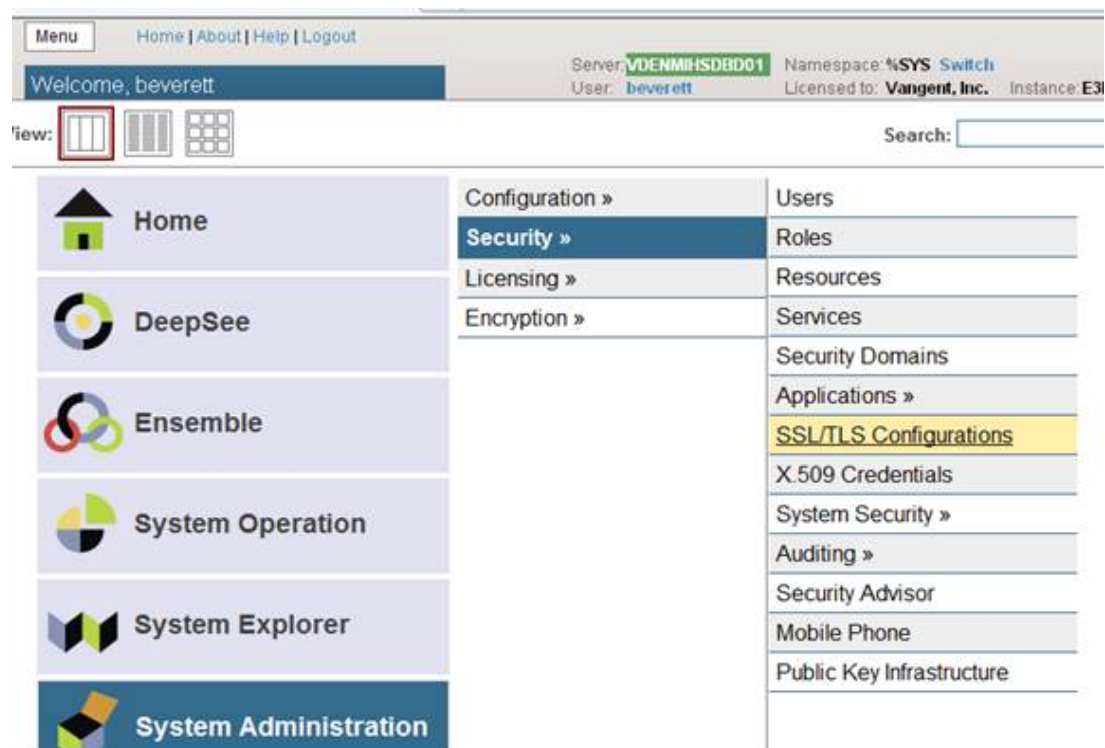 Menu Home | About | Help | Logout
Server: VDENMIHSDBD01 Namespace: %SYS Switch
Welcome, beverett User: beverett Licensed to: Vangent, Inc. Instance:
iew: Search:
Home
DeepSee
Ensemble
System Operation
System Explorer
System Administration
Configuration »
Security »
Licensing »
Encryption »
Users
Roles
Resources
Services
Security Domains
Applications »
SSL/TLS Configurations
X.509 Credentials
System Security »
Auditing »
Security Advisor
Mobile Phone
Public Key Infrastructure